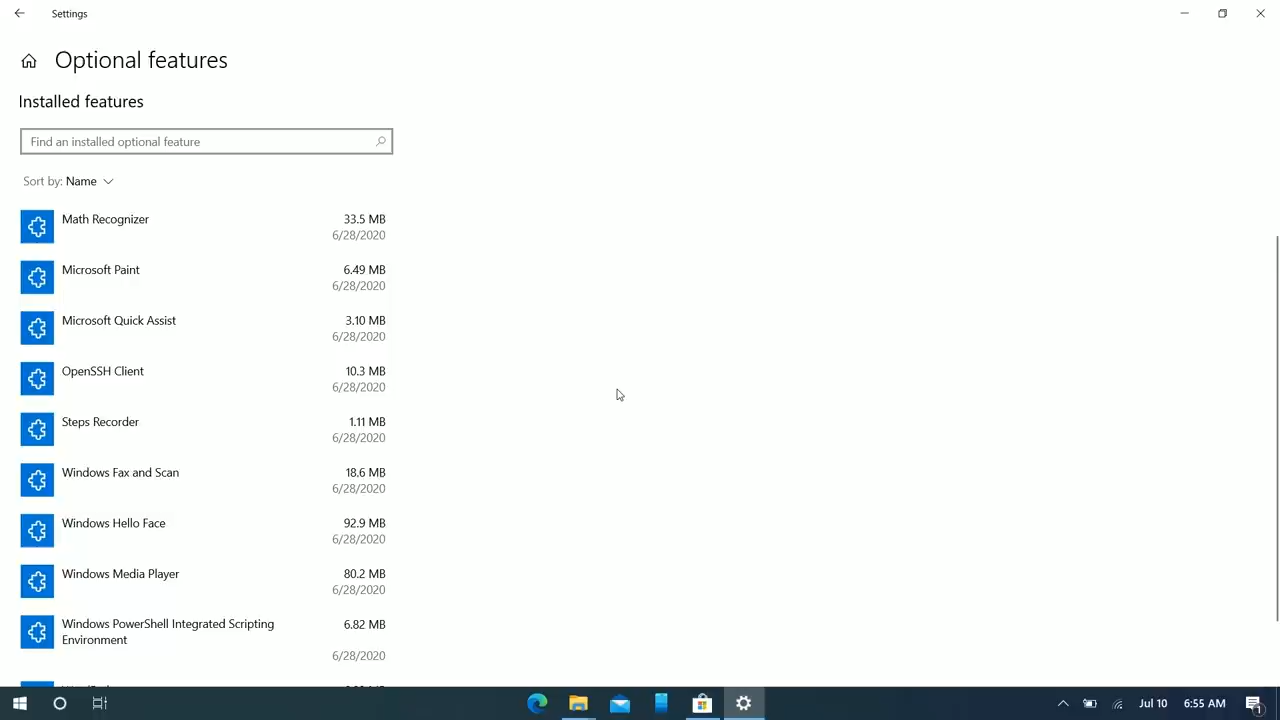 Settings
Optional features
Installed features
Find an installed optional feature
Sort by: Name
Math Recognizer 33.5 MB
6/28/2020
Microsoft Paint 6.49 MB
6/28/2020
Microsoft Quick Assist 3.10 MB
6/28/2020
OpenSSH Client 10.3 MB
6/28/2020
Steps Recorder 1.11 MB
6/28/2020
Windows Fax and Scan 18.6 MB
6/28/2020
Windows Hello Face 92.9 MB
6/28/2020
Windows Media Player 80.2 MB
6/28/2020
Windows PowerShell Integrated Scripting 6.82 MB
Environment
6/28/2020
Jul 10 6:55 AM 1